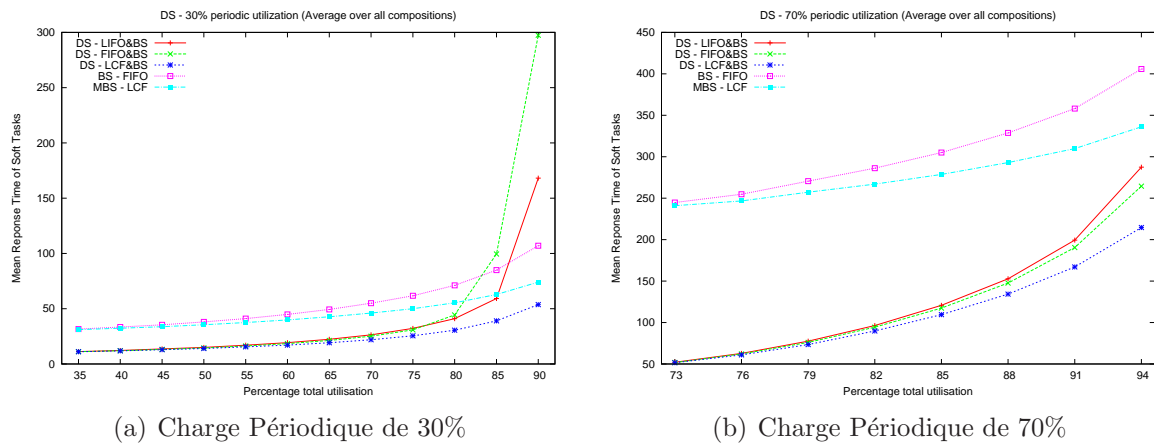 DS - 30% periodic utilization (Average over all compositions)
300
250
200
150
100
50
0
Mean Reponse Time of Soft Tasks
DS - LIFO&BS
DS - FIFO&BS
DS - LCF&BS
BS - FIFO
MBS - LCF
35 40 45 50 55 60 65 70 75 80 85 90
Percentage total utilisation
(a) Charge Périodique de 30%
DS - 70% periodic utilization (Average over all compositions)
450
400
350
300
250
200
150
100
50
Mean Reponse Time of Soft Tasks
DS - LIFO&BS
DS - FIFO&BS
DS - LCF&BS
BS - FIFO
MBS - LCF
73 76 79 82 85 88 91 94
Percentage total utilisation
(b) Charge Périodique de 70%